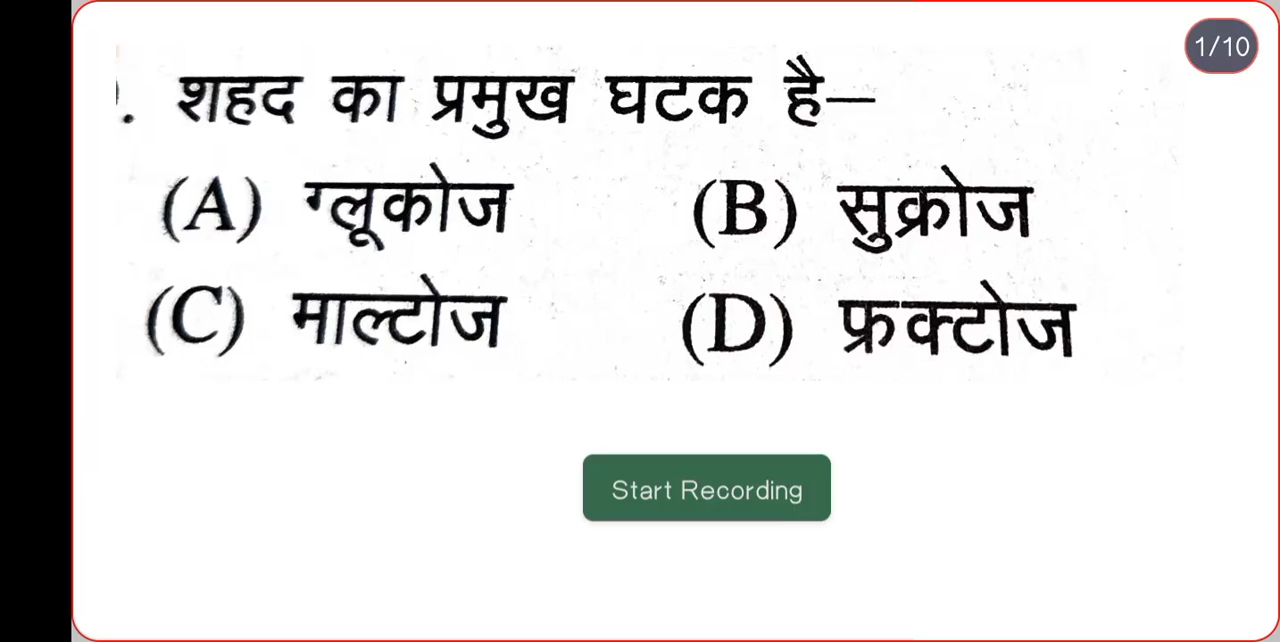 1/10
. शहद का प्रमुख घटक है–
(A) ग्लूकोज (B) सुक्रोज
(C) माल्टोज (D) फ्रक्टोज
Start Recording